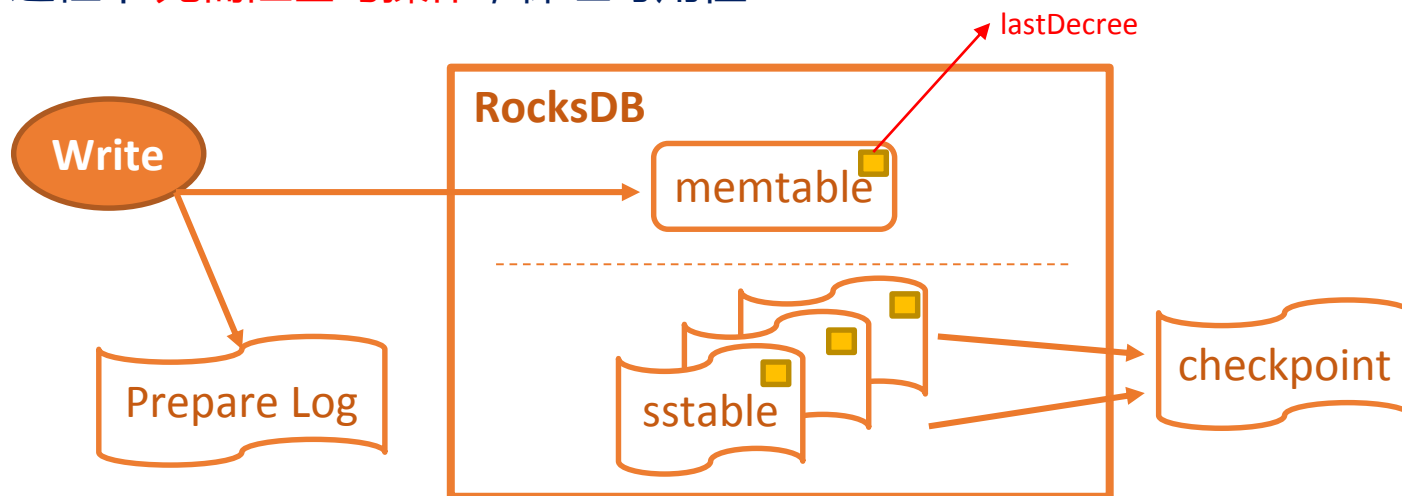 lastDecree
RocksDB
Write
memtable
checkpoint
Prepare Log
sstable